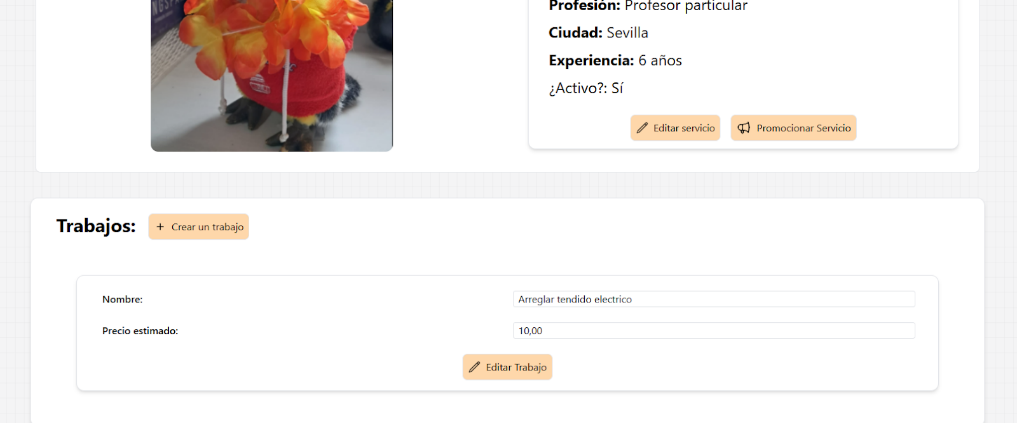 Profesión: Profesor particular
Ciudad: Sevilla
Experiencia: 6 años
¿Activo?: Sí
Editar servicio
Promocionar Servicio
Trabajos:
+ Crear un trabajo
Nombre:
Arreglar tendido electrico
Precio estimado:
10,00
Editar Trabajo